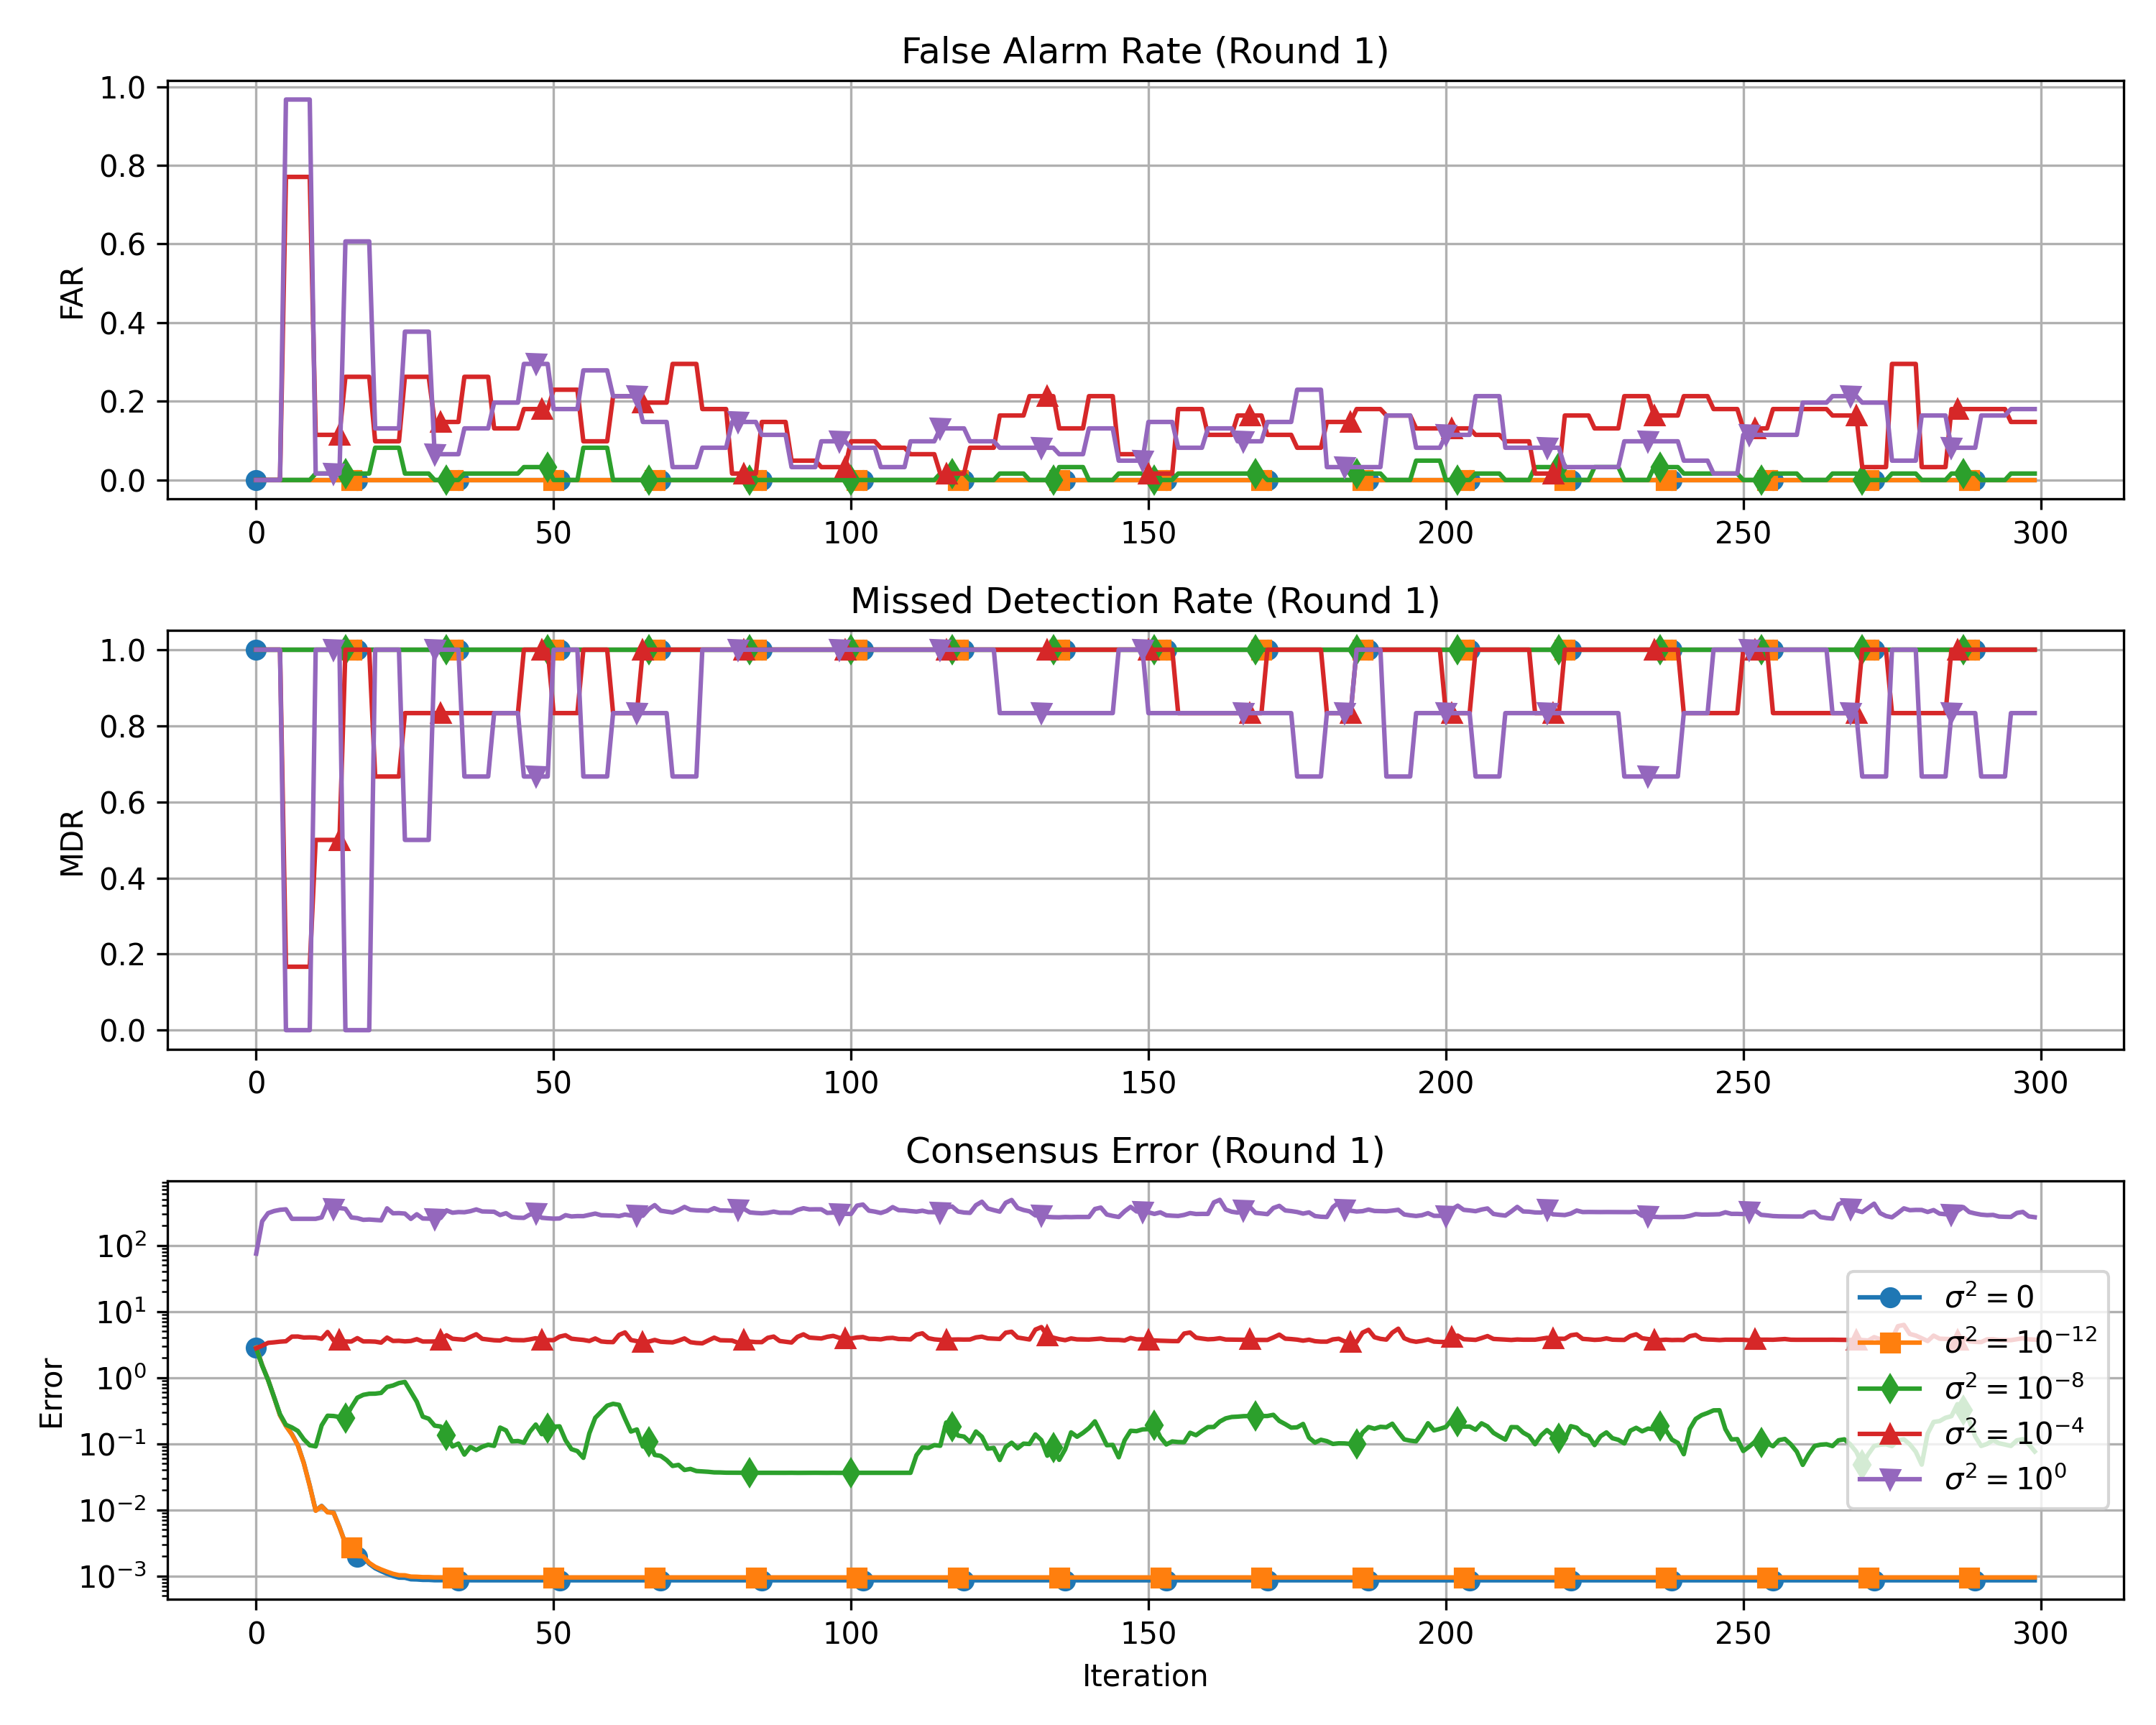 False Alarm Rate (Round 1)
1.0
0.8
0.6
0.4
0.2
0.0
FAR
0 50 100 150 200 250 300
Missed Detection Rate (Round 1)
1.0
0.8
0.6
0.4
0.2
0.0
MDR
0 50 100 150 200 250 300
Consensus Error (Round 1)
10²
10¹
10⁰
10⁻¹
10⁻²
10⁻³
Error
σ² = 0
σ² = 10⁻¹²
σ² = 10⁻⁸
σ² = 10⁻⁴
σ² = 10⁰
0 50 100 150 200 250 300
Iteration